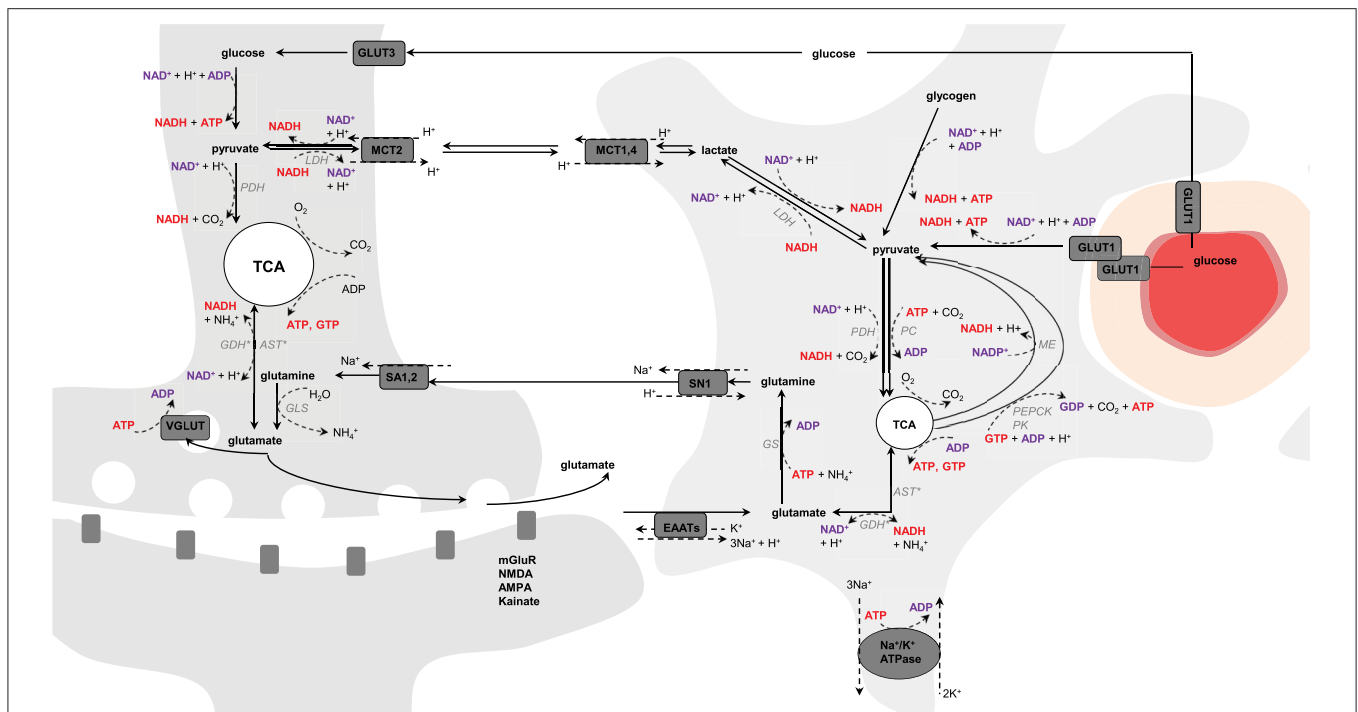 glucose
GLUT3
glucose
NAD⁺ + H⁺ + ADP
NADH + ATP
pyruvate
NADH
NAD⁺
+ H⁺
LDH
NADH
NAD⁺
+ H⁺
MCT2
H⁺
H⁺
MCT1,4
H⁺
H⁺
lactate
NAD⁺ + H⁺
PDH
NADH + CO₂
TCA
O₂
CO₂
ADP
ATP, GTP
NADH
+ NH₄⁺
GDH* AST*
NAD⁺ + H⁺
glutamine
H₂O
GLS
NH₄⁺
glutamate
ADP
ATP
VGLUT
Na⁺
SA1,2
Na⁺
H⁺
SN1
glutamine
ADP
GS
ATP + NH₄⁺
glutamate
glutamate
EAATs
K⁺
3Na⁺ + H⁺
mGluR
NMDA
AMPA
Kainate
glycogen
NAD⁺ + H⁺
+ ADP
NADH + ATP
NAD⁺ + H⁺
NADH
NAD⁺ + H⁺
LDH
NADH
pyruvate
NADH + ATP
NAD⁺ + H⁺ + ADP
GLUT1
GLUT1
GLUT1
glucose
NAD⁺ + H⁺
PDH
NADH + CO₂
ATP + CO₂
PC
ADP
NADH + H+
NADP⁺
ME
O₂
CO₂
TCA
ADP
ATP, GTP
GDP + CO₂ + ATP
PEPCK
PK
GTP + ADP + H⁺
AST*
NAD⁺
+ H⁺
GDH*
NADH
+ NH₄⁺
3Na⁺
ATP
ADP
Na⁺/K⁺
ATPase
2K⁺